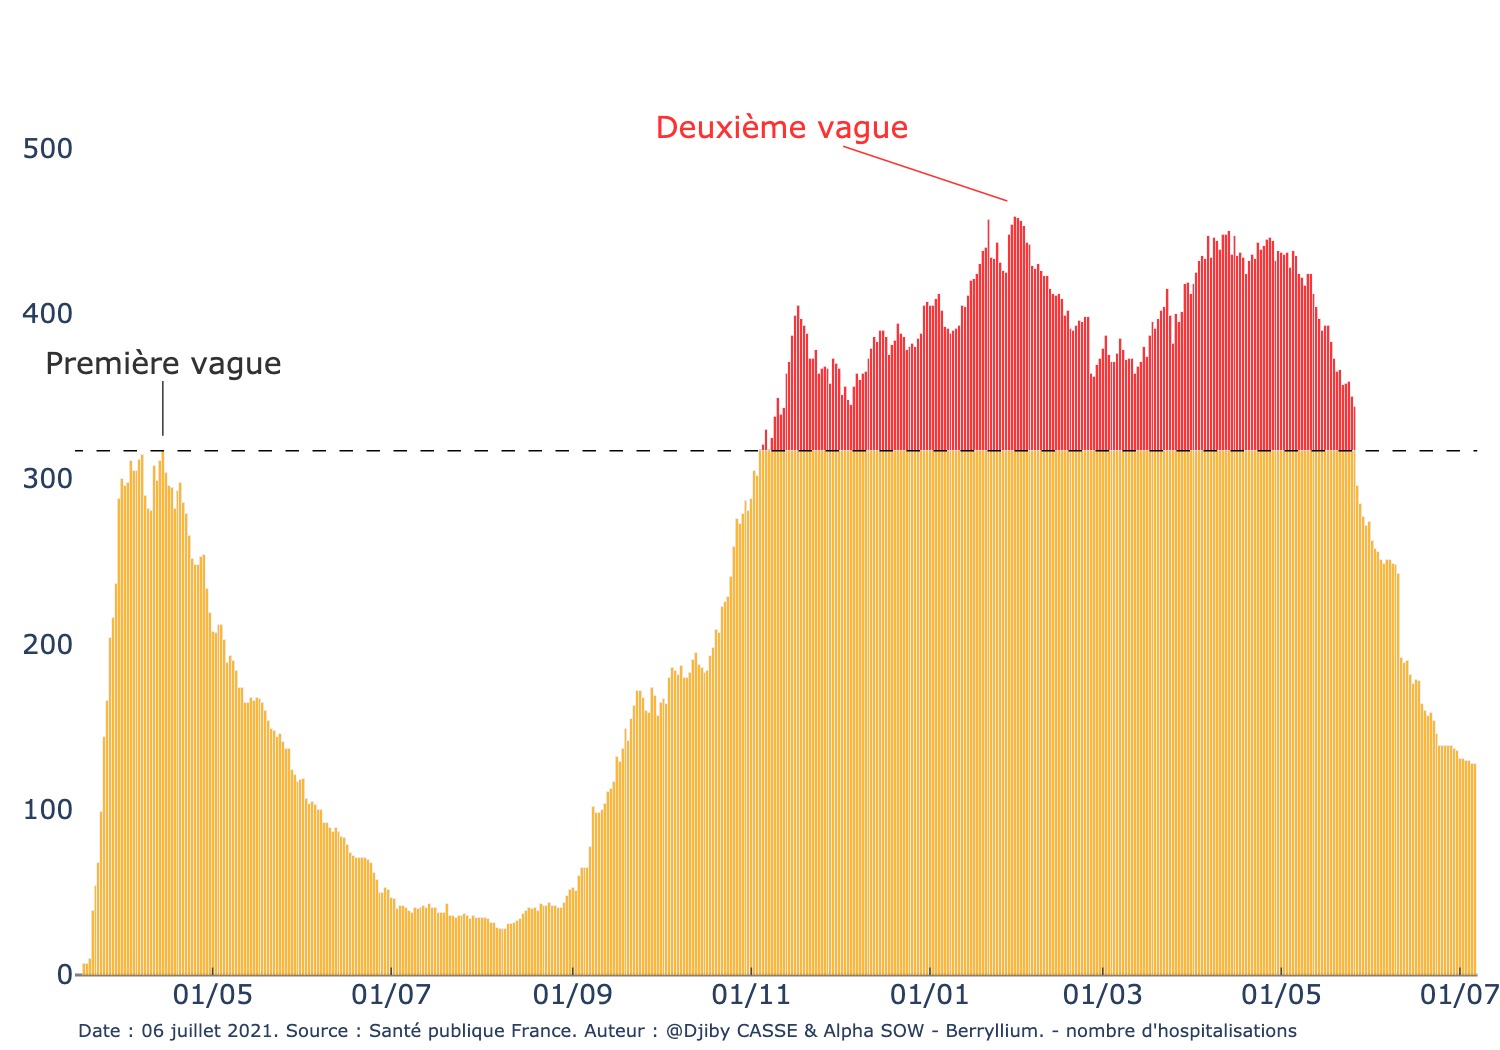 Deuxième vague
500
400
Première vague
300
200
100
0
01/05 01/07 01/09 01/11 01/01 01/03 01/05 01/07
Date : 06 juillet 2021. Source : Santé publique France. Auteur : @Djiby CASSE & Alpha SOW - Berryllium. - nombre d'hospitalisations